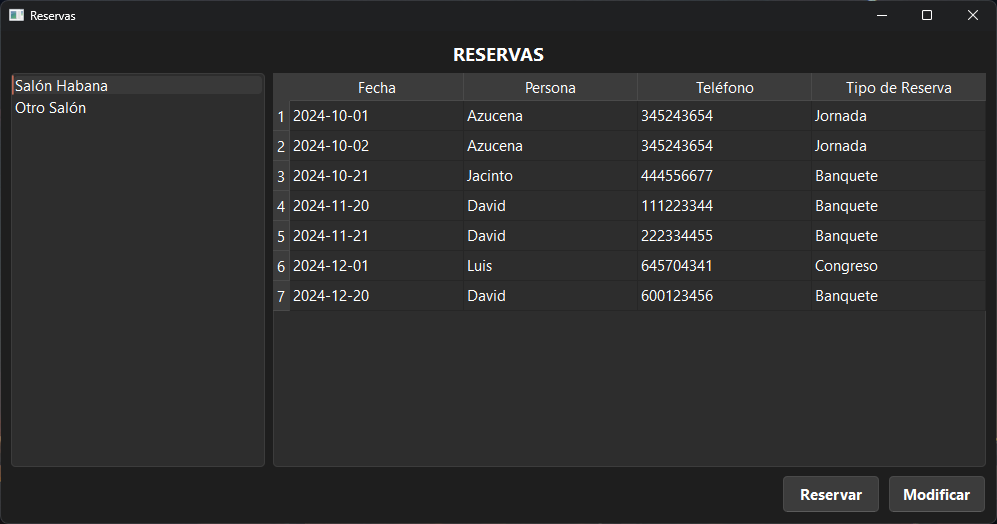 Reservas
RESERVAS
Salón Habana
Otro Salón
Fecha Persona Teléfono Tipo de Reserva
1 2024-10-01 Azucena 345243654 Jornada
2 2024-10-02 Azucena 345243654 Jornada
3 2024-10-21 Jacinto 444556677 Banquete
4 2024-11-20 David 111223344 Banquete
5 2024-11-21 David 222334455 Banquete
6 2024-12-01 Luis 645704341 Congreso
7 2024-12-20 David 600123456 Banquete
Reservar Modificar